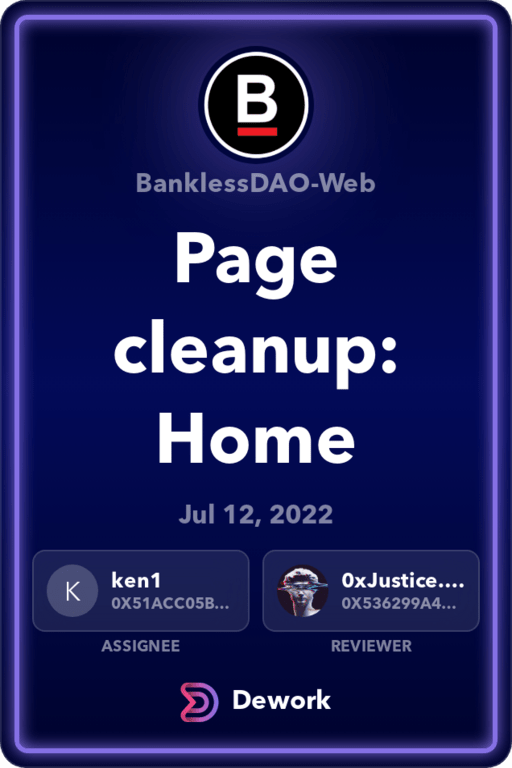 B
BanklessDAO-Web
Page
cleanup:
Home
Jul 12, 2022
K
ken1
0X51ACC05B...
ASSIGNEE
0xJustice....
0X536299A4...
REVIEWER
Dework